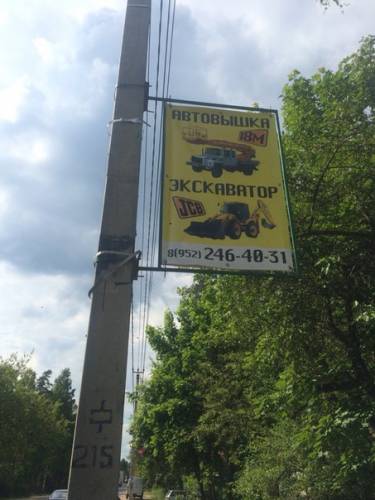 АВТОВЫШКА
18М
ЭКСКАВАТОР
JCB
8(952) 246-40-31
215